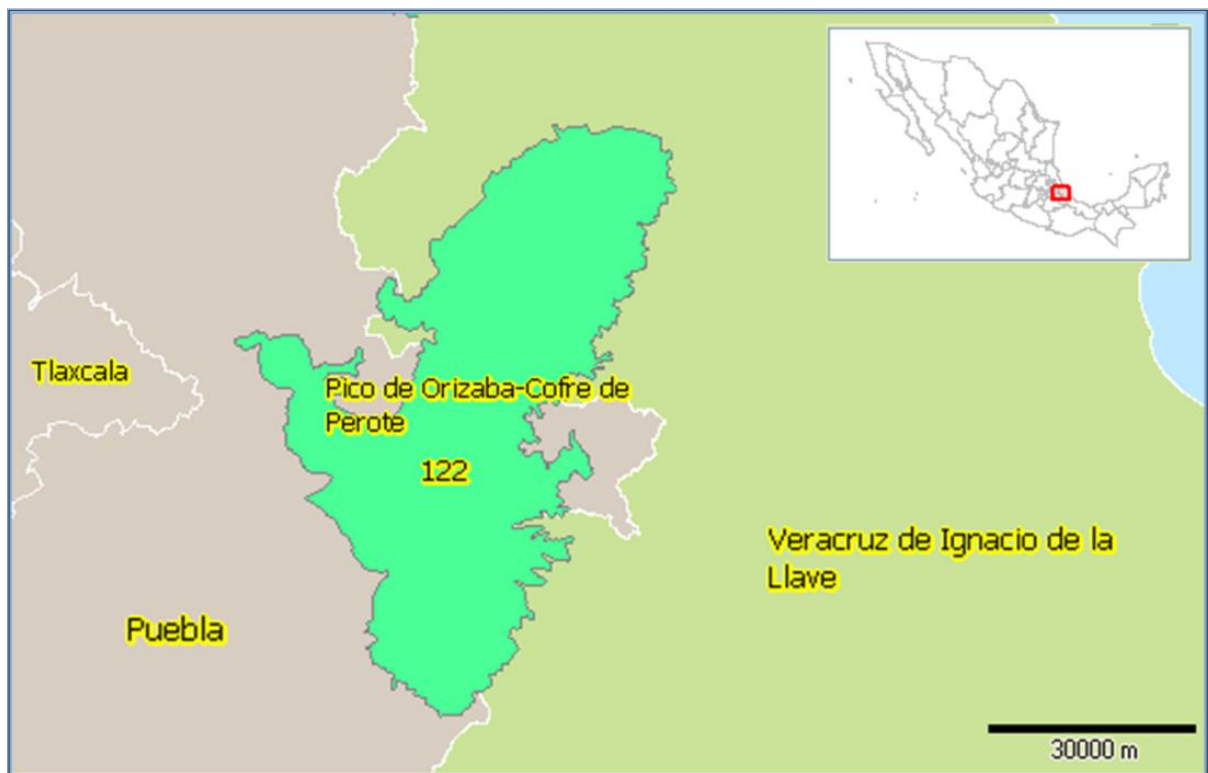 Tlaxcala
Pico de Orizaba-Cofre de
Perote
122
Veracruz de Ignacio de la
Llave
Puebla
30000 m